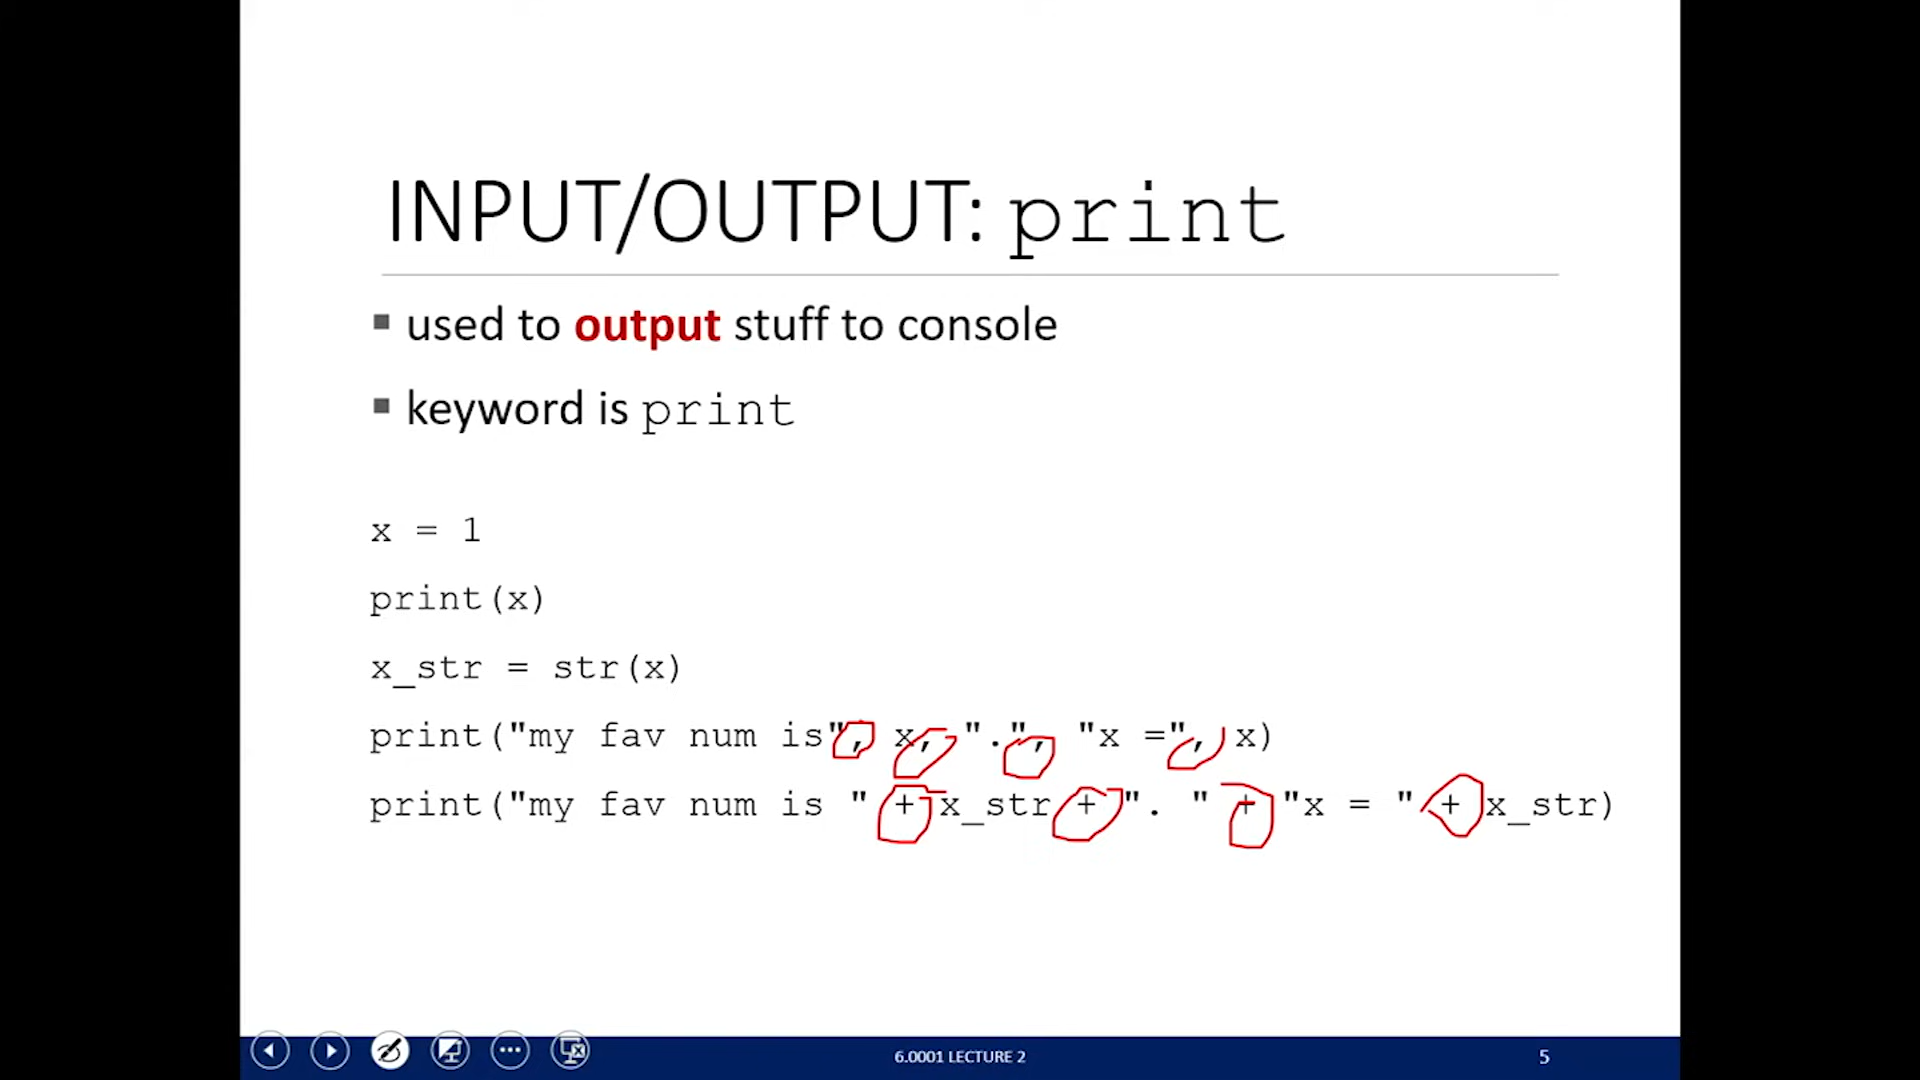 INPUT/OUTPUT: print
▪ used to output stuff to console
▪ keyword is print
x = 1
print(x)
x_str = str(x)
print("my fav num is", x, ".", "x =", x)
print("my fav num is " + x_str + ". " + "x = " + x_str)
6.0001 LECTURE 2
5